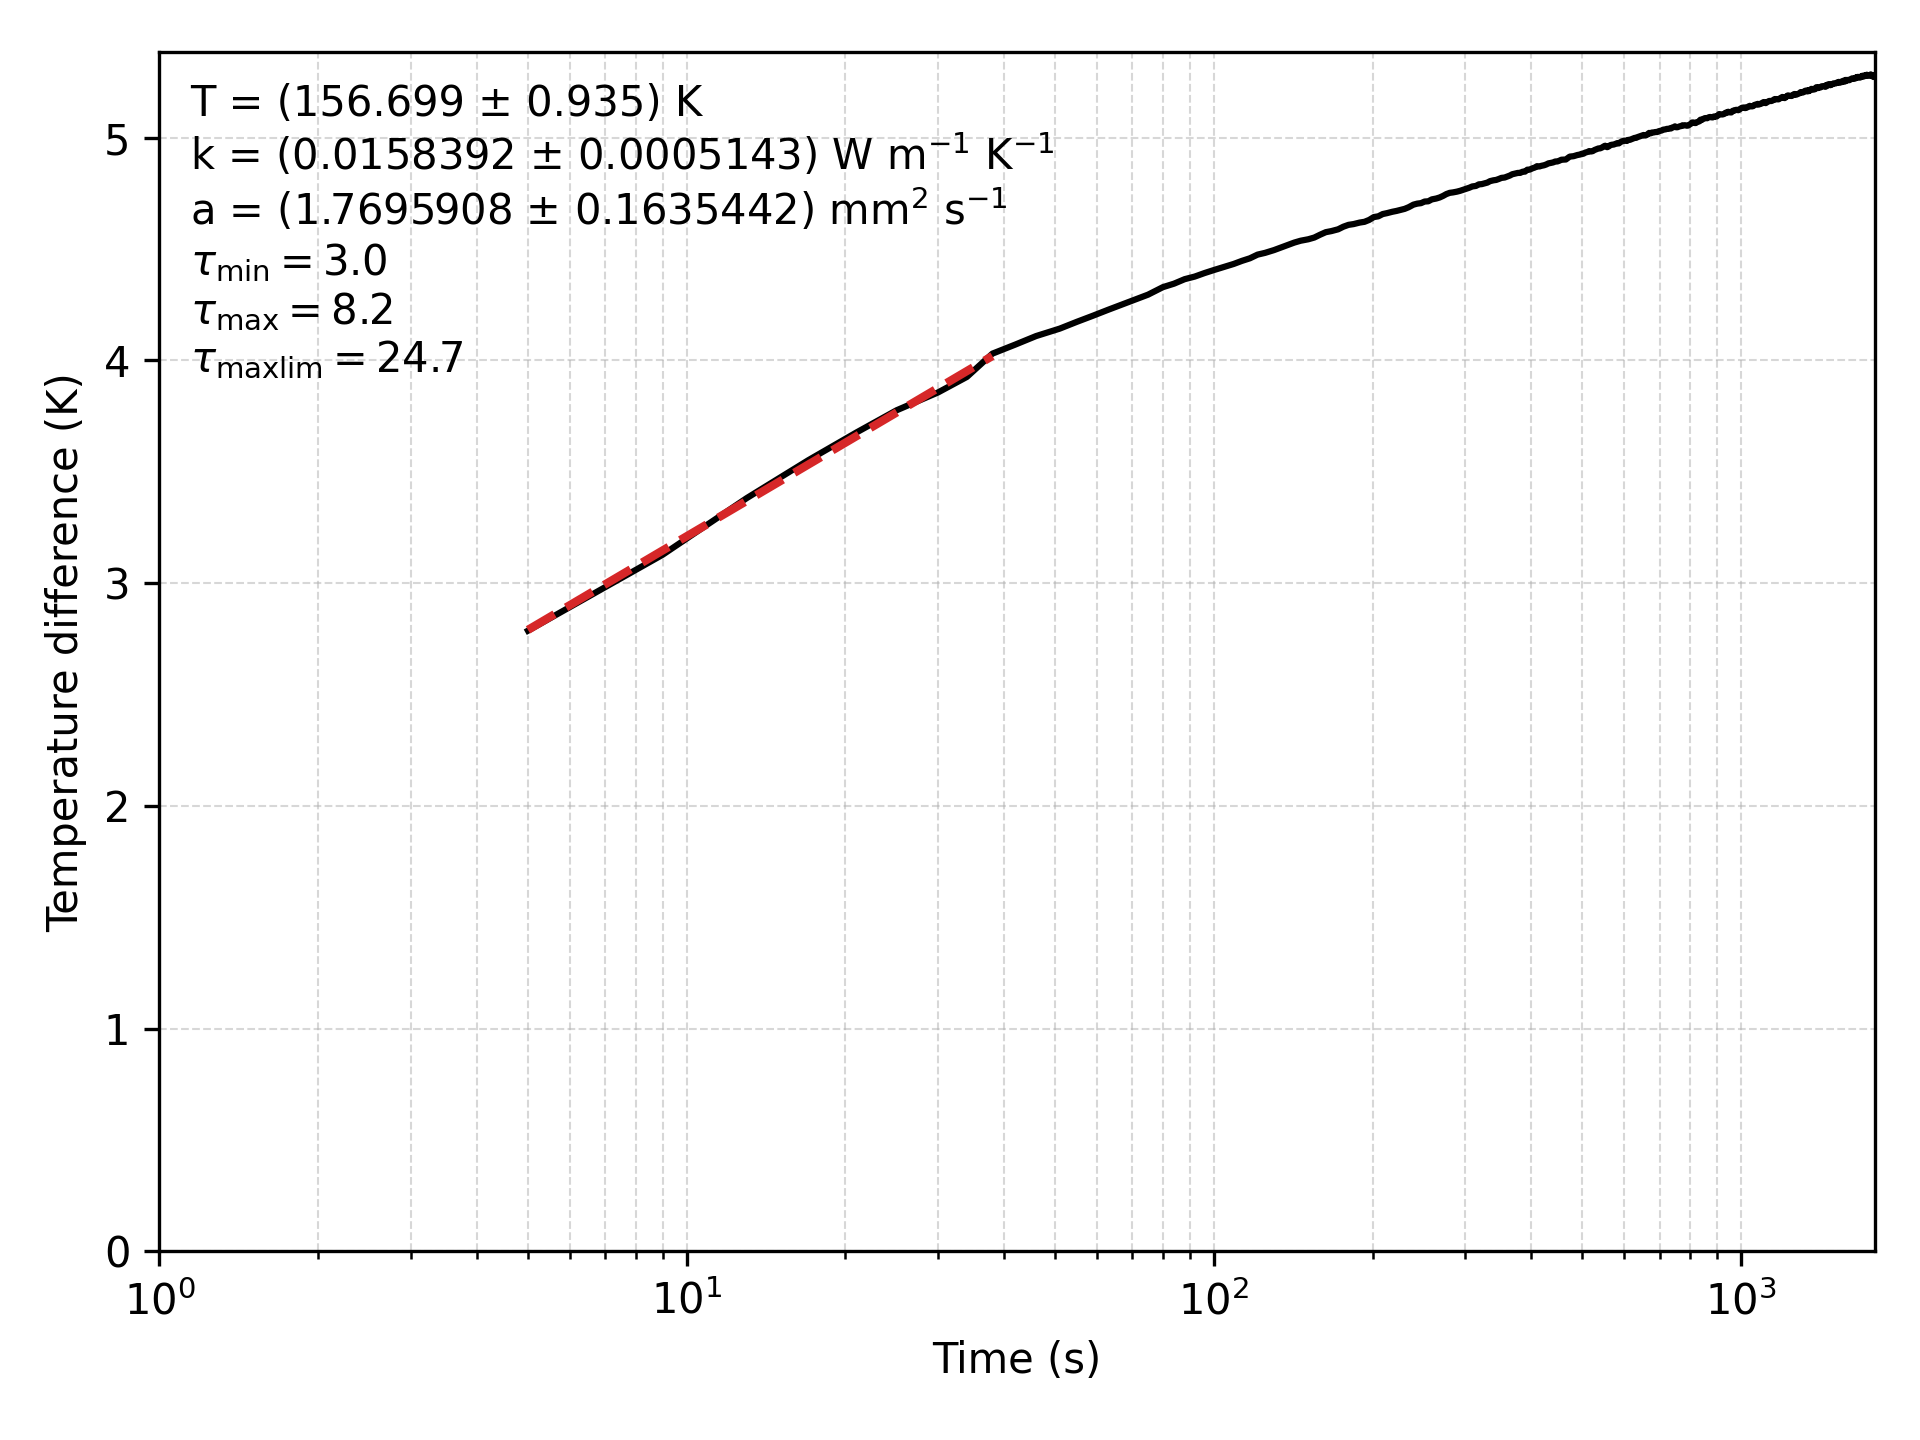 T = (156.699 ± 0.935) K
k = (0.0158392 ± 0.0005143) W m⁻¹ K⁻¹
a = (1.7695908 ± 0.1635442) mm² s⁻¹
τmin = 3.0
τmax = 8.2
τmaxlim = 24.7
Temperature difference (K)
5
4
3
2
1
0
10⁰ 10¹ 10² 10³
Time (s)